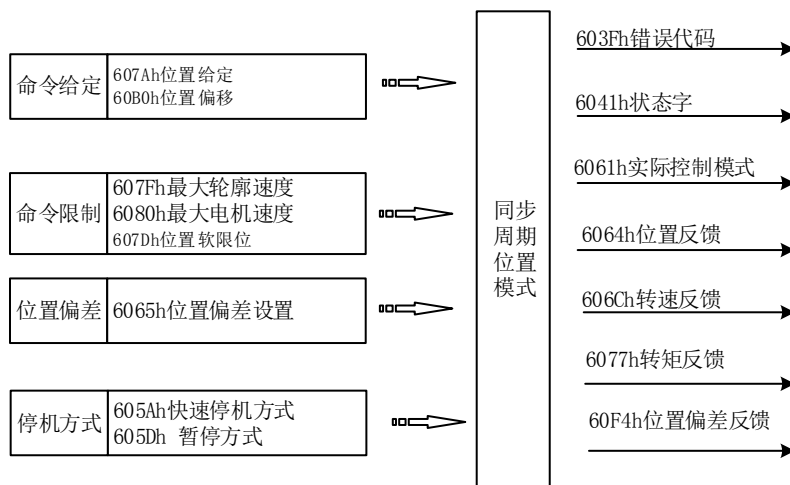 命令给定
607Ah位置给定
60B0h位置偏移
命令限制
607Fh最大轮廓速度
6080h最大电机速度
607Dh位置软限位
位置偏差
6065h位置偏差设置
停机方式
605Ah快速停机方式
605Dh 暂停方式
同步
周期
位置
模式
603Fh错误代码
6041h状态字
6061h实际控制模式
6064h位置反馈
606Ch转速反馈
6077h转矩反馈
60F4h位置偏差反馈